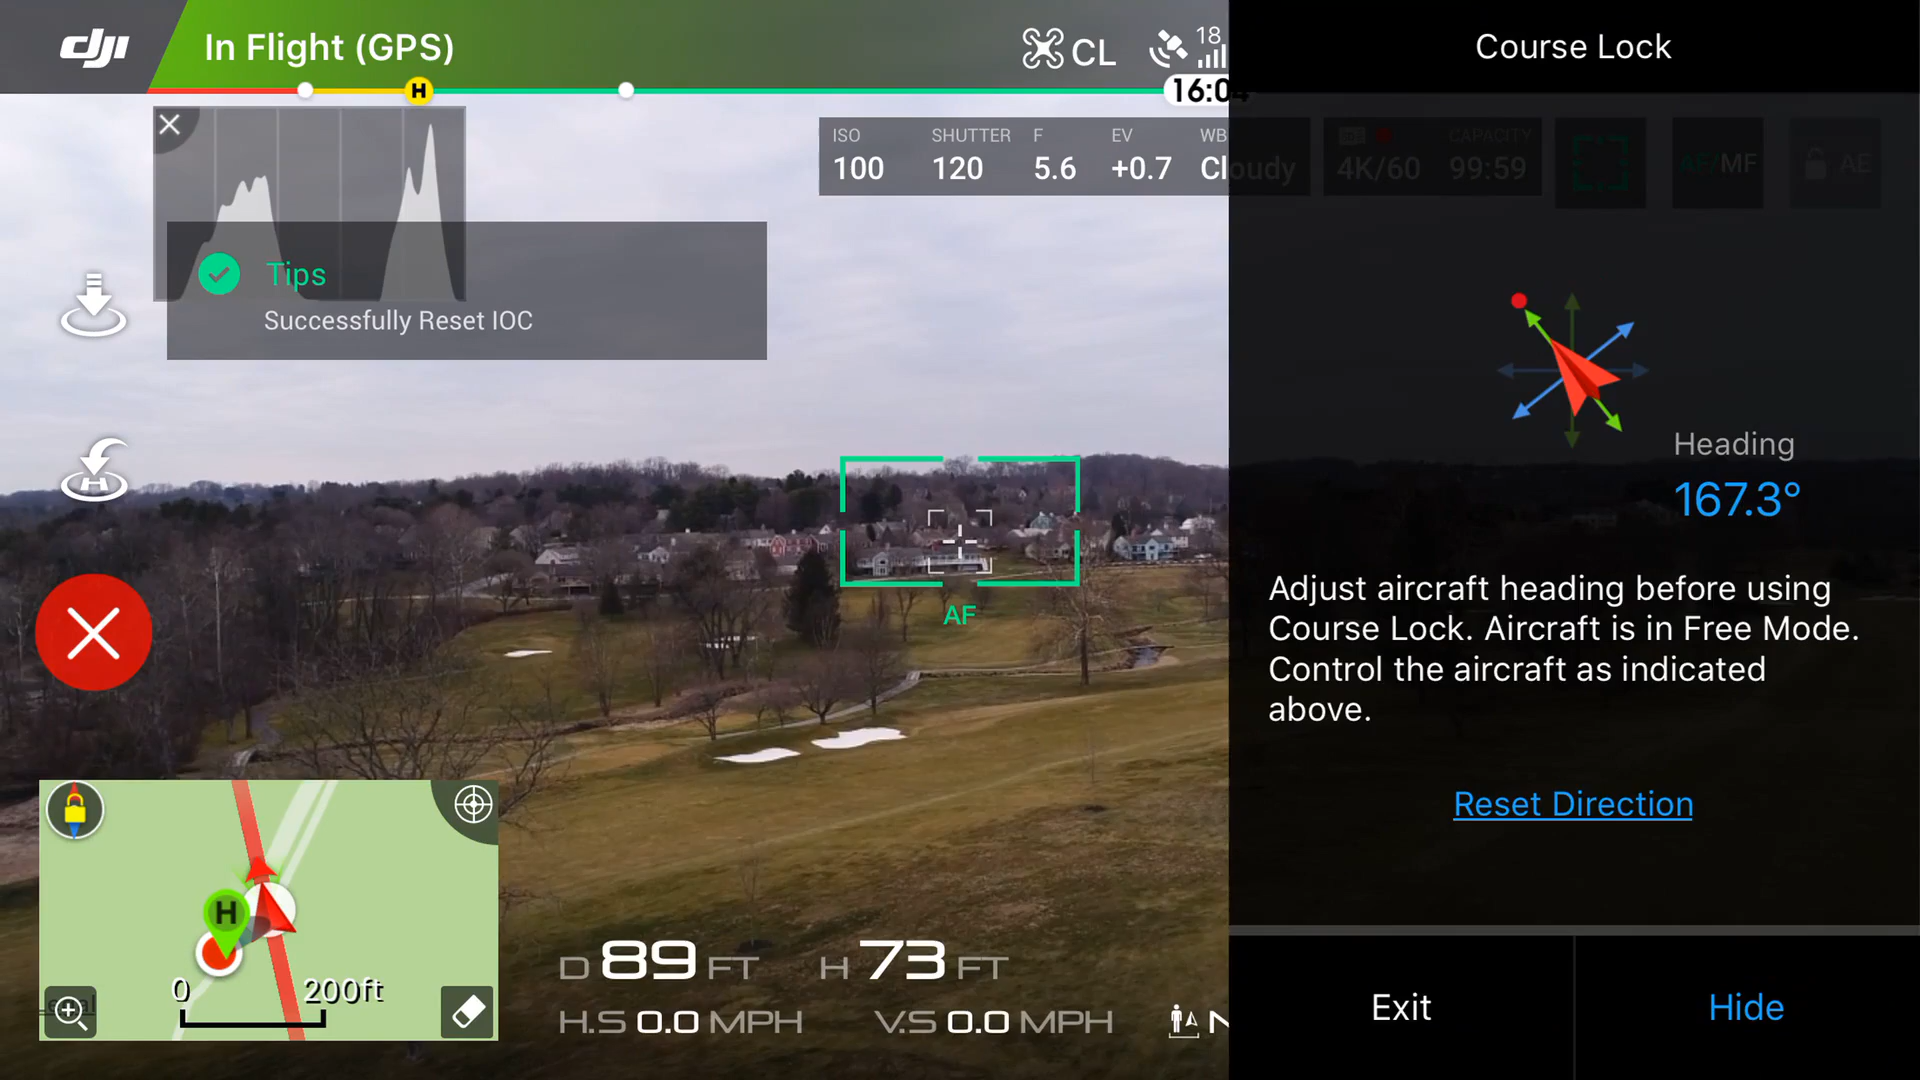 dji In Flight (GPS) CL 18 Course Lock
H 16:04
ISO SHUTTER F EV WB CAPACITY
100 120 5.6 +0.7 Cloudy 4K/60 99:59 AF/MF AE
Tips
Successfully Reset IOC
H
AF
Heading
167.3°
Adjust aircraft heading before using
Course Lock. Aircraft is in Free Mode.
Control the aircraft as indicated
above.
Reset Direction
H
0 200ft
D 89 FT H 73 FT
H.S 0.0 MPH V.S 0.0 MPH
Exit Hide